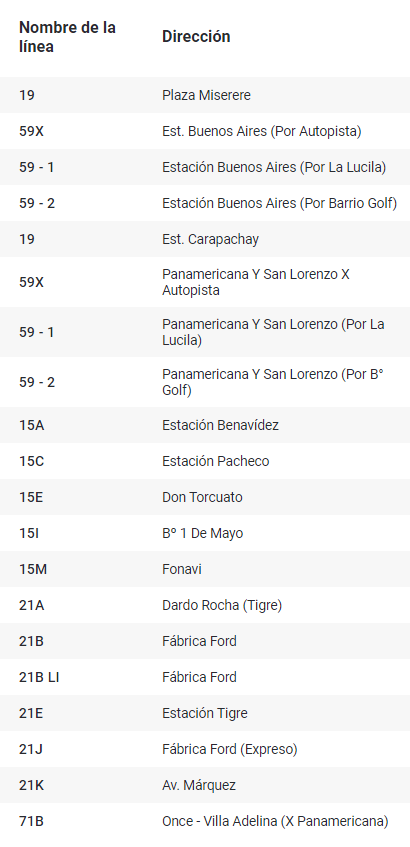 Nombre de la
línea
Dirección
19 Plaza Miserere
59X Est. Buenos Aires (Por Autopista)
59 - 1 Estación Buenos Aires (Por La Lucila)
59 - 2 Estación Buenos Aires (Por Barrio Golf)
19 Est. Carapachay
59X Panamericana Y San Lorenzo X
Autopista
59 - 1 Panamericana Y San Lorenzo (Por La
Lucila)
59 - 2 Panamericana Y San Lorenzo (Por B°
Golf)
15A Estación Benavídez
15C Estación Pacheco
15E Don Torcuato
15I Bº 1 De Mayo
15M Fonavi
21A Dardo Rocha (Tigre)
21B Fábrica Ford
21B LI Fábrica Ford
21E Estación Tigre
21J Fábrica Ford (Expreso)
21K Av. Márquez
71B Once - Villa Adelina (X Panamericana)